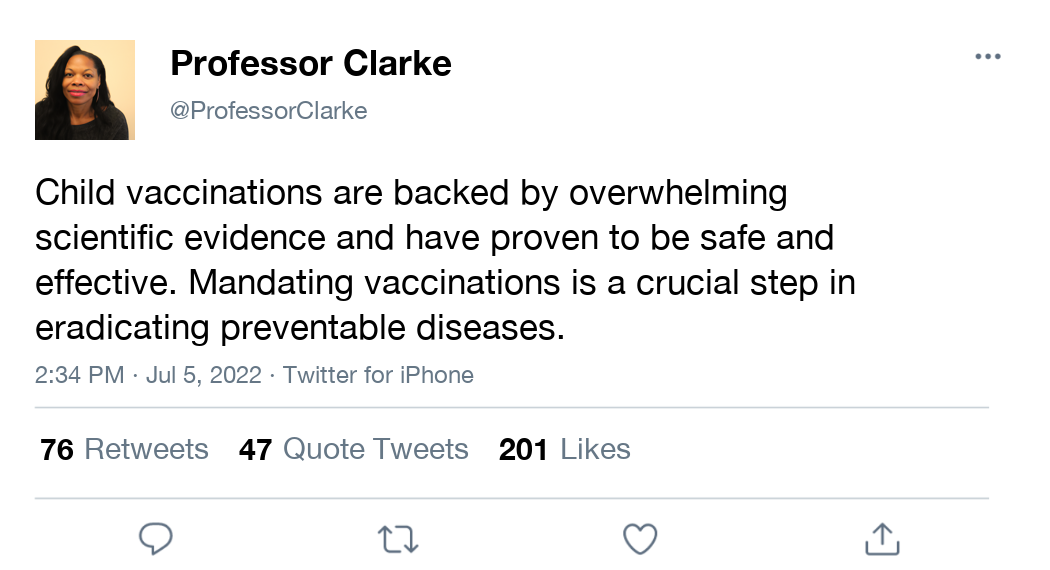 Professor Clarke
@ProfessorClarke
Child vaccinations are backed by overwhelming
scientific evidence and have proven to be safe and
effective. Mandating vaccinations is a crucial step in
eradicating preventable diseases.
2:34 PM · Jul 5, 2022 · Twitter for iPhone
76 Retweets 47 Quote Tweets 201 Likes